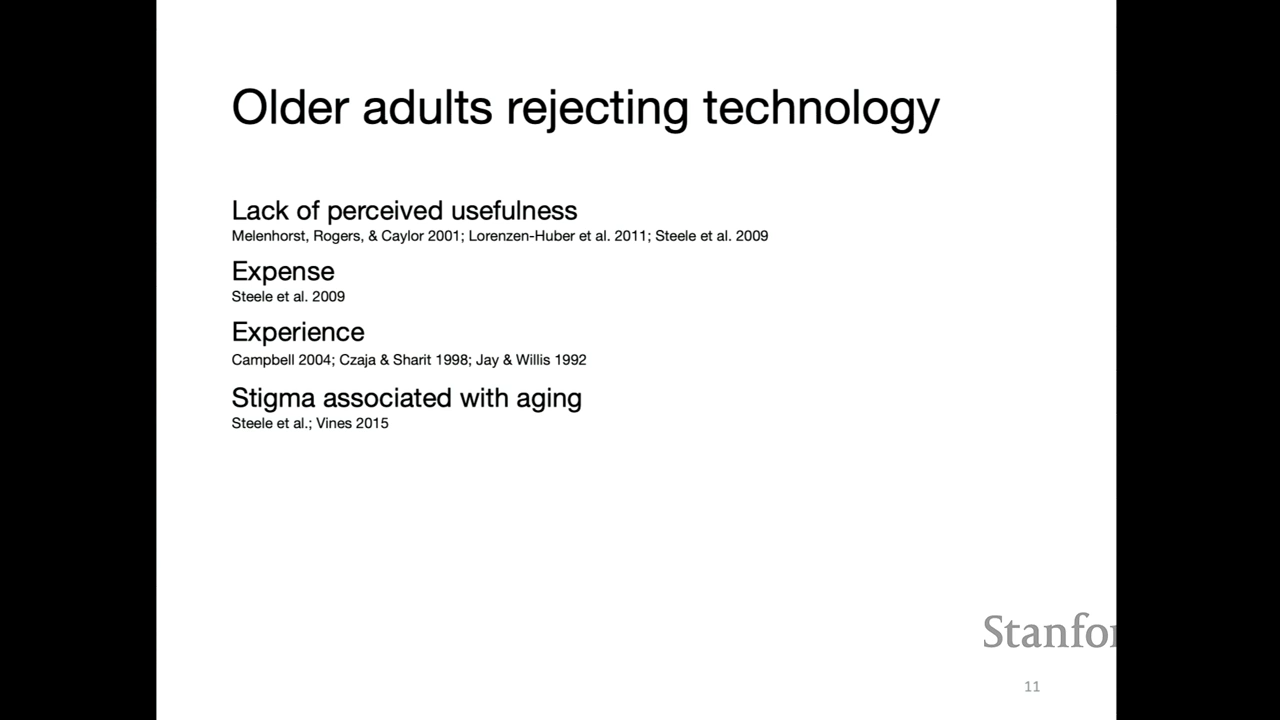 Older adults rejecting technology
Lack of perceived usefulness
Melenhorst, Rogers, & Caylor 2001; Lorenzen-Huber et al. 2011; Steele et al. 2009
Expense
Steele et al. 2009
Experience
Campbell 2004; Czaja & Sharit 1998; Jay & Willis 1992
Stigma associated with aging
Steele et al.; Vines 2015
Stanfor
11